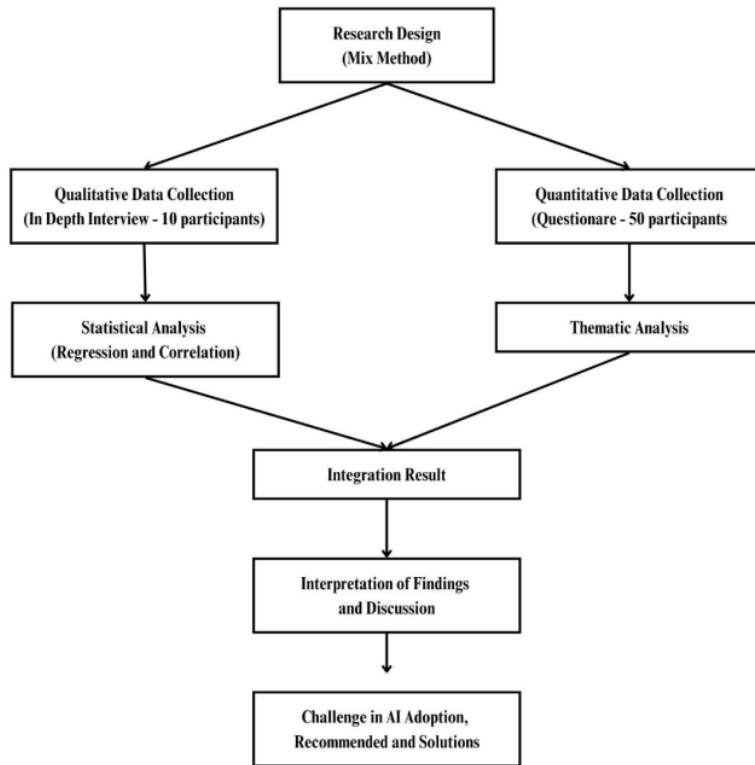 Research Design
(Mix Method)
Qualitative Data Collection
(In Depth Interview - 10 participants)
Quantitative Data Collection
(Questionare - 50 participants
Statistical Analysis
(Regression and Correlation)
Thematic Analysis
Integration Result
Interpretation of Findings
and Discussion
Challenge in AI Adoption,
Recommended and Solutions